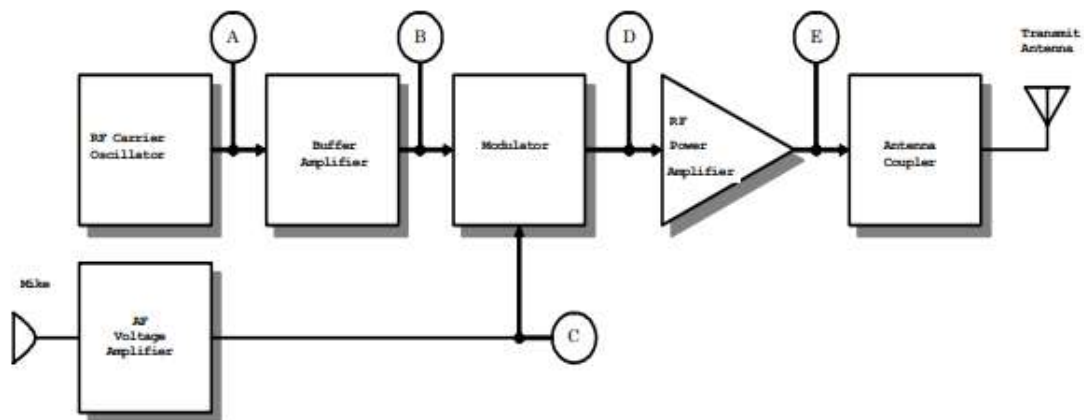 A
B
D
E
Transmit
Antenna
RF Carrier
Oscillator
Buffer
Amplifier
Modulator
RF
Power
Amplifier
Antenna
Coupler
Mike
AF
Voltage
Amplifier
C